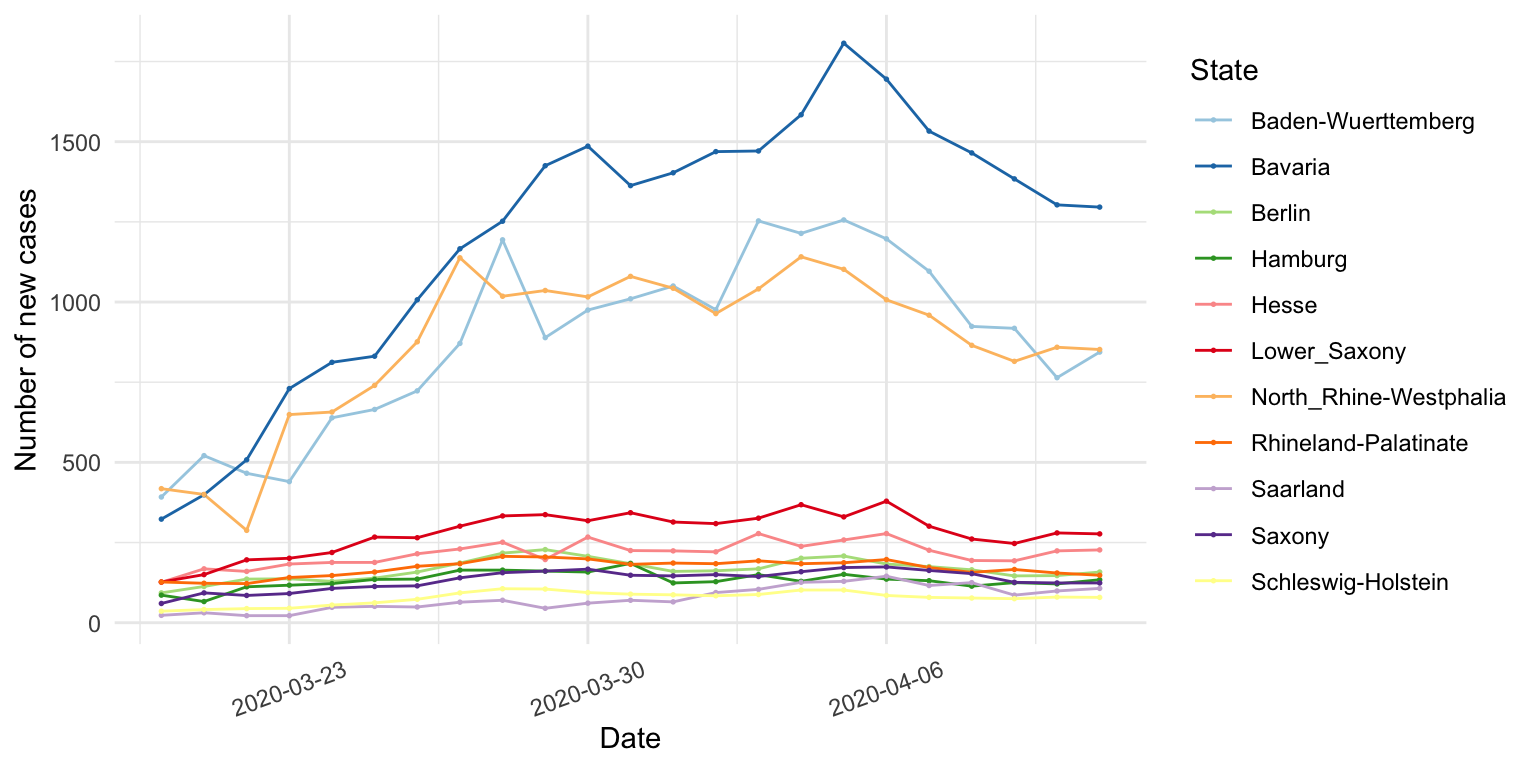 Number of new cases
1500
1000
500
0
2020-03-23
2020-03-30
2020-04-06
Date
State
Baden-Wuerttemberg
Bavaria
Berlin
Hamburg
Hesse
Lower_Saxony
North_Rhine-Westphalia
Rhineland-Palatinate
Saarland
Saxony
Schleswig-Holstein